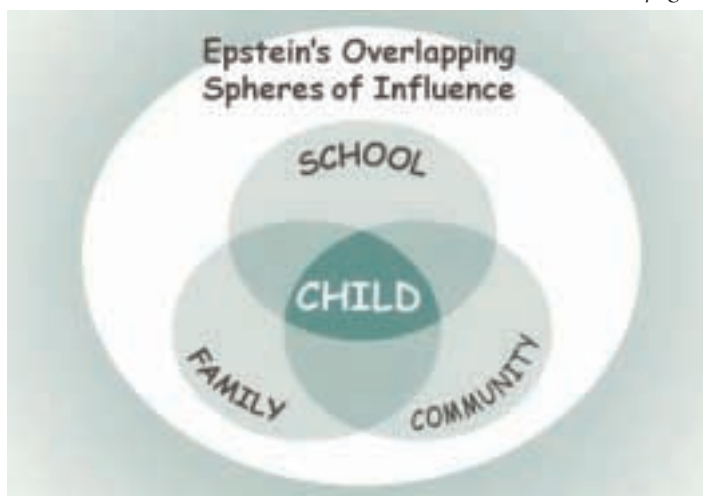 Epstein's Overlapping
Spheres of Influence
SCHOOL
CHILD
FAMILY
COMMUNITY